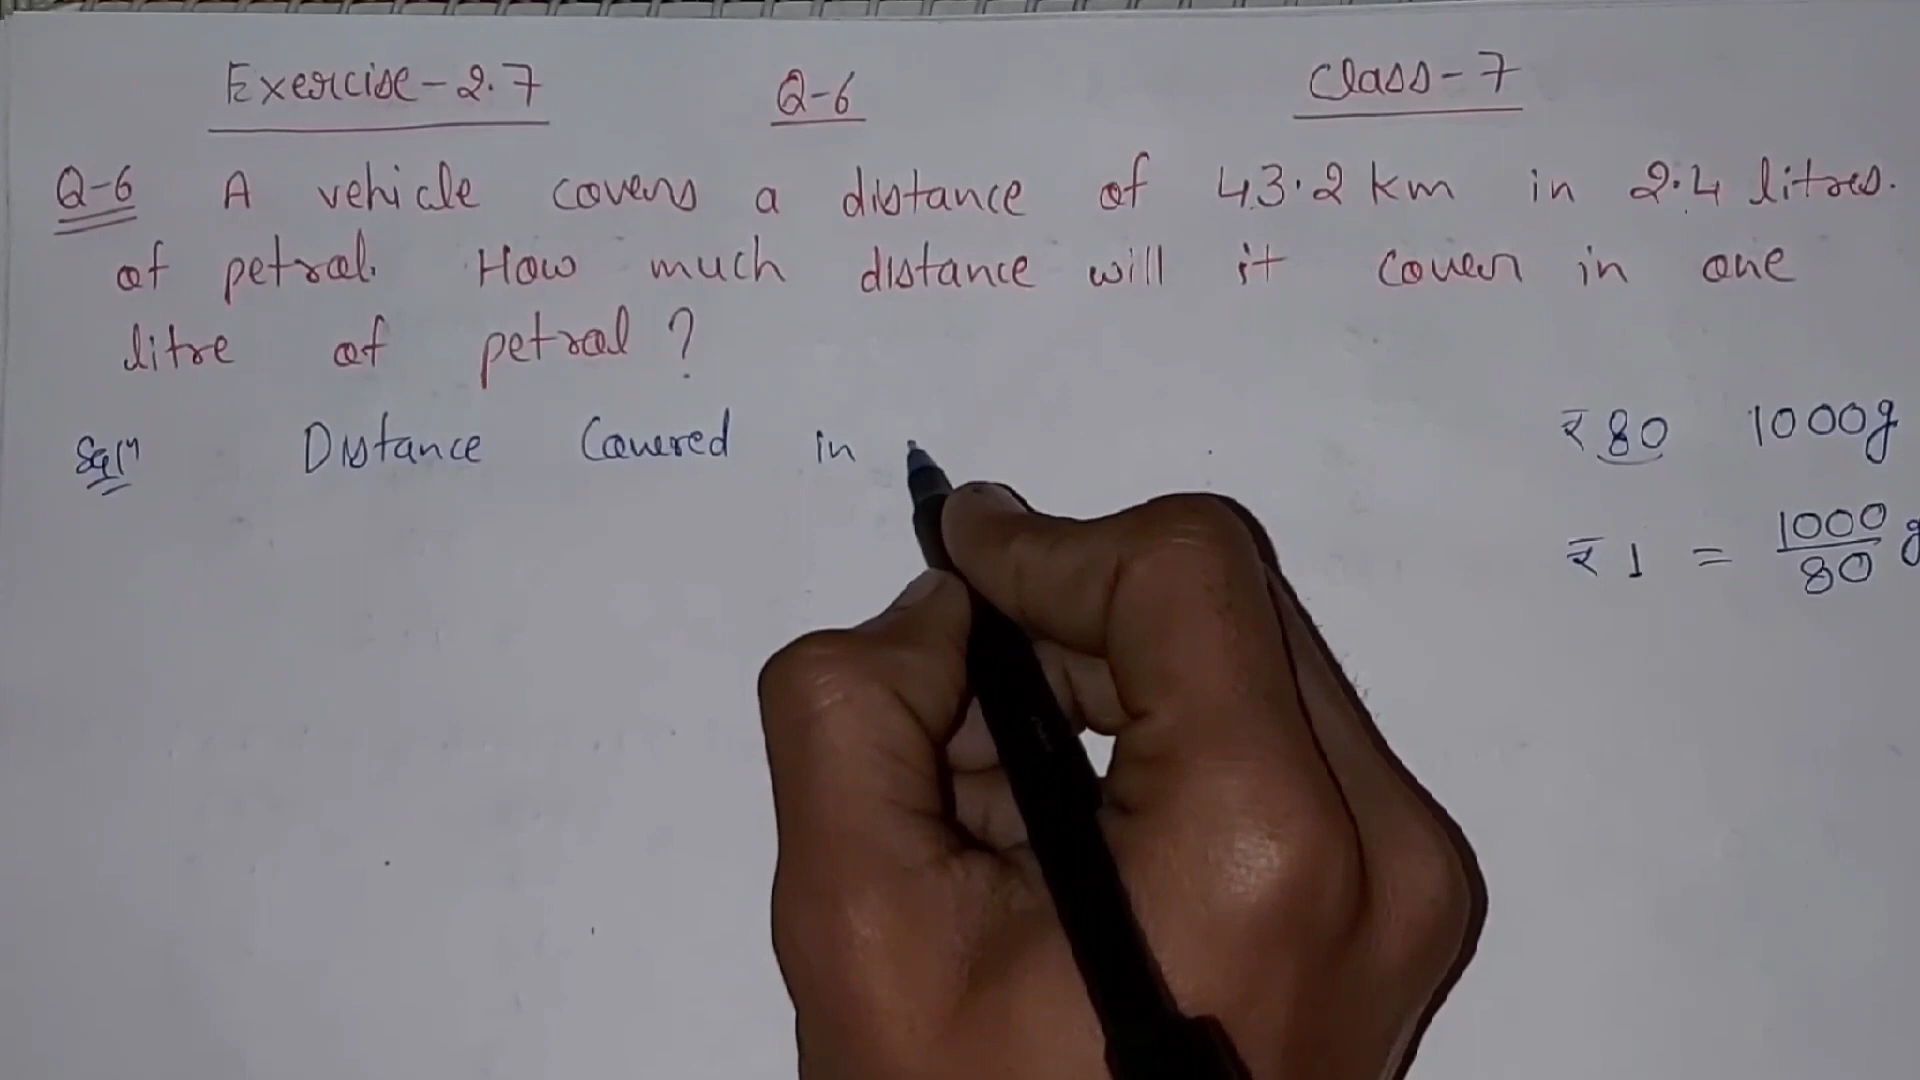 Exercise-2.7 Q-6 Class-7
Q-6 A vehicle covers a distance of 43.2 km in 2.4 litres.
of petrol. How much distance will it cover in one
litre of petrol?
Solⁿ Distance Covered in
₹80 1000g
₹1 = 1000/80 g